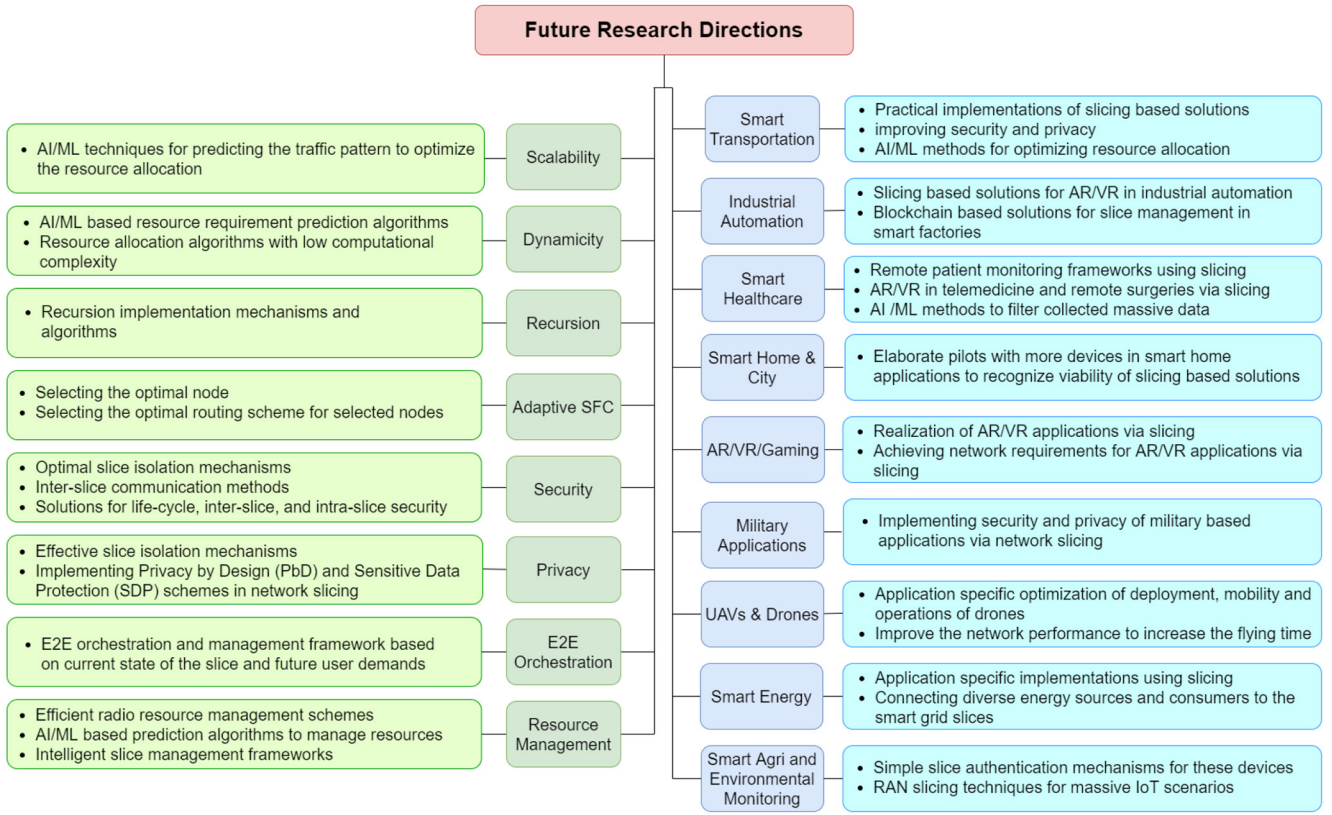 Future Research Directions
• AI/ML techniques for predicting the traffic pattern to optimize
the resource allocation
Scalability
• AI/ML based resource requirement prediction algorithms
• Resource allocation algorithms with low computational
complexity
Dynamicity
• Recursion implementation mechanisms and
algorithms
Recursion
• Selecting the optimal node
• Selecting the optimal routing scheme for selected nodes
Adaptive SFC
• Optimal slice isolation mechanisms
• Inter-slice communication methods
• Solutions for life-cycle, inter-slice, and intra-slice security
Security
• Effective slice isolation mechanisms
• Implementing Privacy by Design (PbD) and Sensitive Data
Protection (SDP) schemes in network slicing
Privacy
• E2E orchestration and management framework based
on current state of the slice and future user demands
E2E
Orchestration
• Efficient radio resource management schemes
• AI/ML based prediction algorithms to manage resources
• Intelligent slice management frameworks
Resource
Management
Smart
Transportation
• Practical implementations of slicing based solutions
• improving security and privacy
• AI/ML methods for optimizing resource allocation
Industrial
Automation
• Slicing based solutions for AR/VR in industrial automation
• Blockchain based solutions for slice management in
smart factories
Smart
Healthcare
• Remote patient monitoring frameworks using slicing
• AR/VR in telemedicine and remote surgeries via slicing
• AI /ML methods to filter collected massive data
Smart Home &
City
• Elaborate pilots with more devices in smart home
applications to recognize viability of slicing based solutions
AR/VR/Gaming
• Realization of AR/VR applications via slicing
• Achieving network requirements for AR/VR applications via
slicing
Military
Applications
• Implementing security and privacy of military based
applications via network slicing
UAVs & Drones
• Application specific optimization of deployment, mobility and
operations of drones
• Improve the network performance to increase the flying time
Smart Energy
• Application specific implementations using slicing
• Connecting diverse energy sources and consumers to the
smart grid slices
Smart Agri and
Environmental
Monitoring
• Simple slice authentication mechanisms for these devices
• RAN slicing techniques for massive IoT scenarios